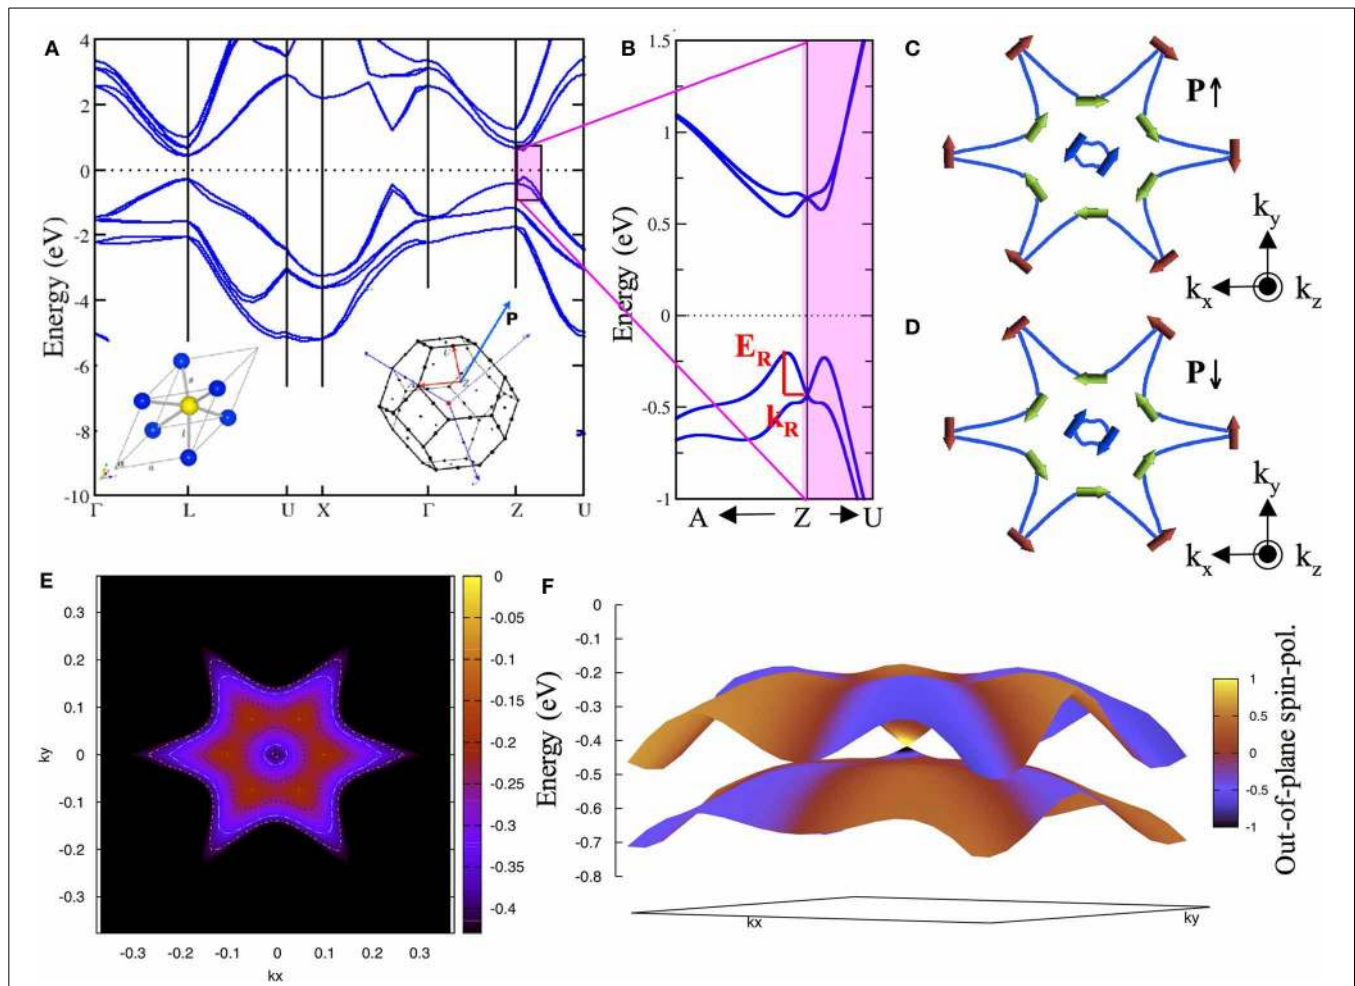 A
4
2
0
-2
-4
-6
-8
-10
Energy (eV)
P
Z
Γ L U X Γ Z U
B
1.5
1
0.5
0
-0.5
-1
Energy (eV)
E_R
k_R
A Z U
C
P↑
k_y
k_x k_z
D
P↓
k_y
k_x k_z
E
0.3
0.2
0.1
0
-0.1
-0.2
-0.3
ky
-0.3 -0.2 -0.1 0 0.1 0.2 0.3
kx
0
-0.05
-0.1
-0.15
-0.2
-0.25
-0.3
-0.35
-0.4
F
0
-0.1
-0.2
-0.3
-0.4
-0.5
-0.6
-0.7
-0.8
Energy (eV)
kx
ky
1
0.5
0
-0.5
-1
Out-of-plane spin-pol.